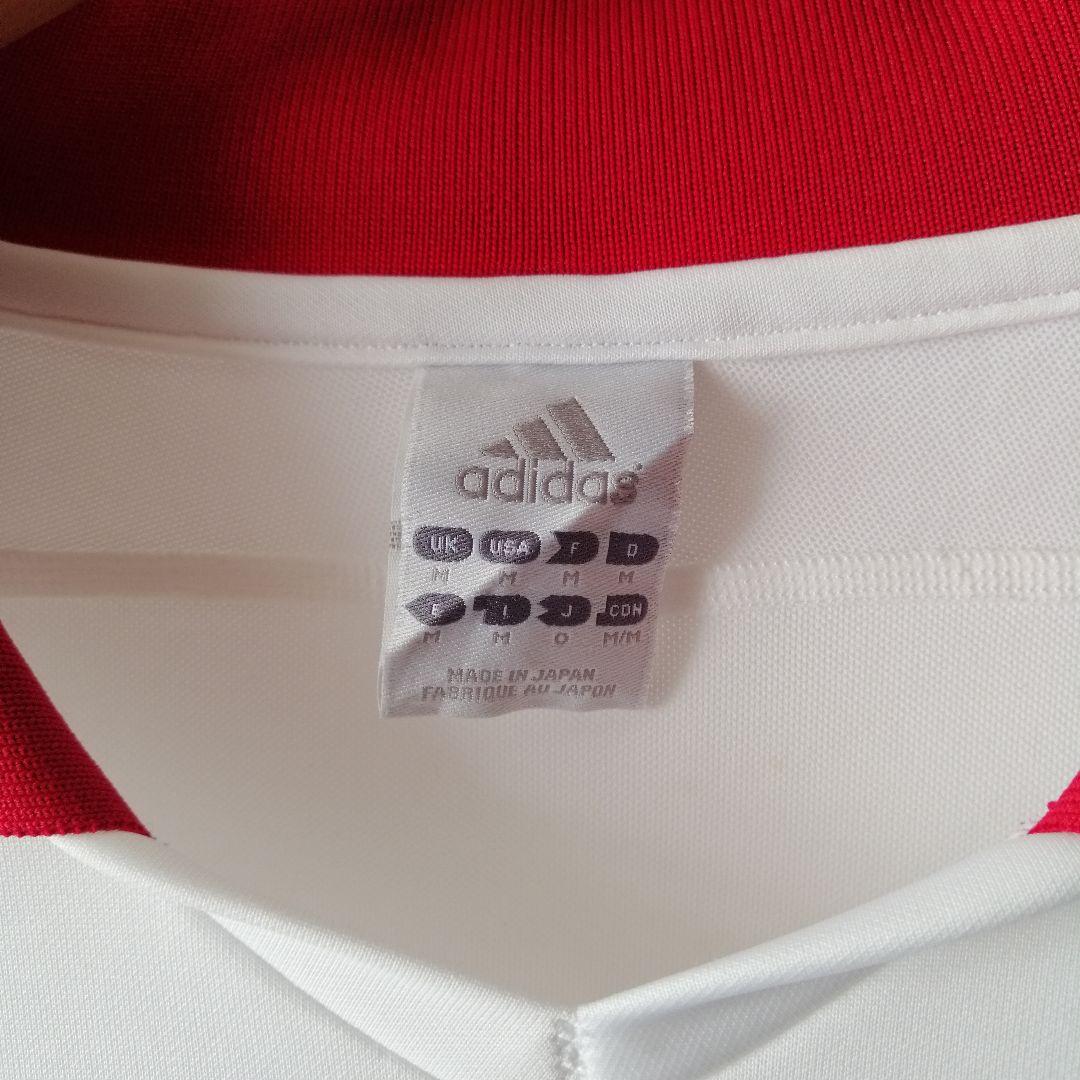 adidas
UK USA F D
M M M M
E I J CDN
M M O M/M
MADE IN JAPAN
FABRIQUE AU JAPON